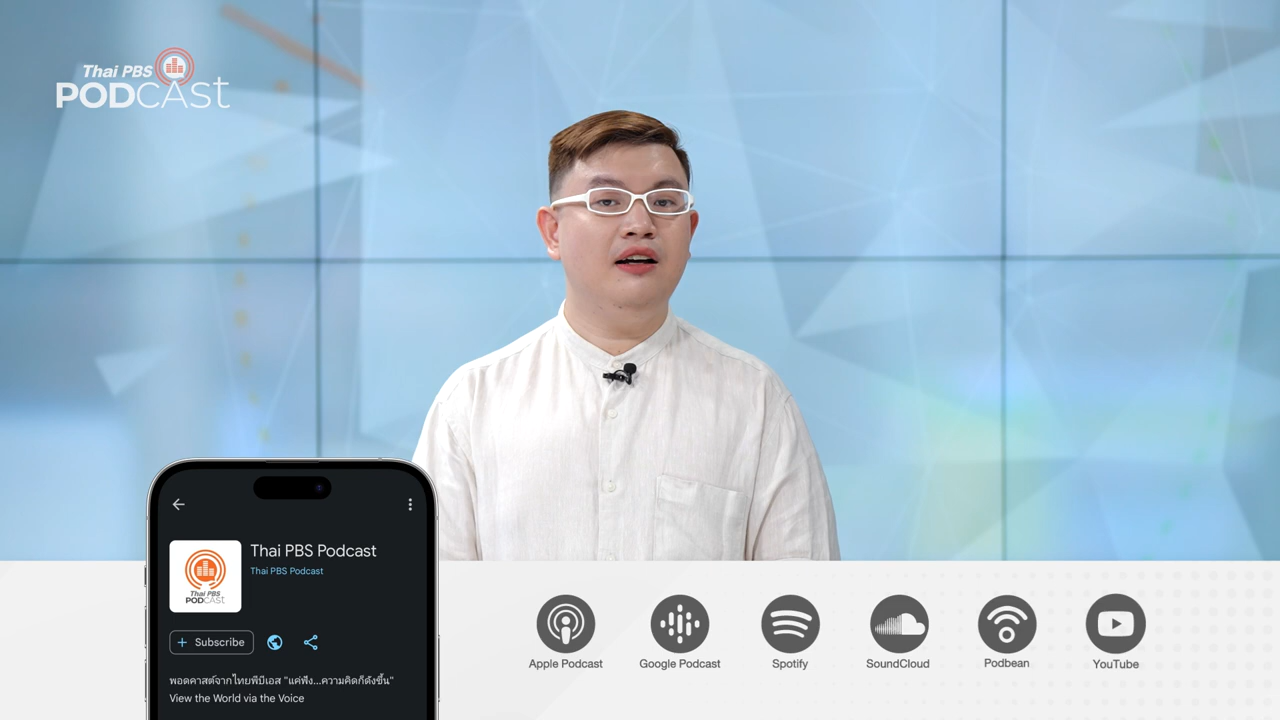 Thai PBS
PODCAST
Thai PBS Podcast
Thai PBS Podcast
Thai PBS
PODCAST
+ Subscribe
พอดคาสต์จากไทยพีบีเอส "แค่ฟัง...ความคิดก็ดังขึ้น"
View the World via the Voice
Apple Podcast
Google Podcast
Spotify
SoundCloud
Podbean
YouTube